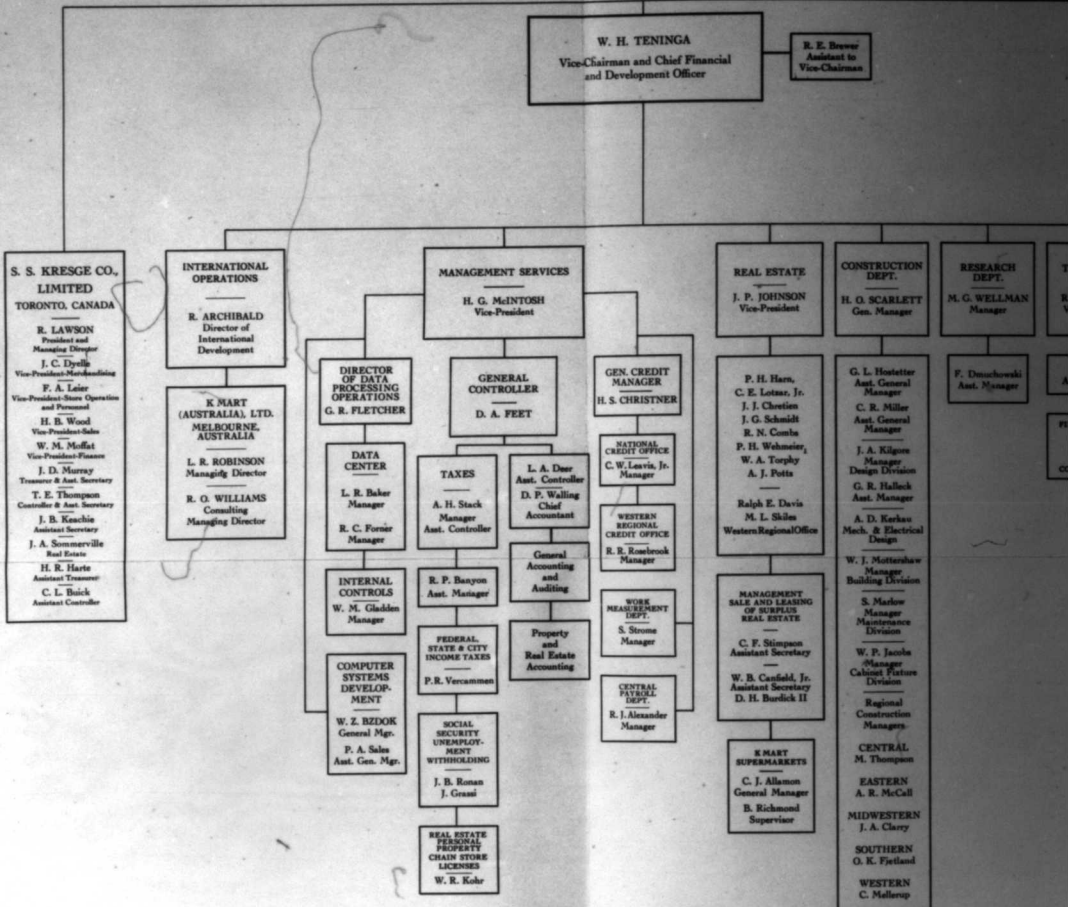 W. H. TENINGA
Vice-Chairman and Chief Financial
and Development Officer
R. E. Brewer
Assistant to
Vice-Chairman
S. S. KRESGE CO.,
LIMITED
TORONTO, CANADA
R. LAWSON
President and
Managing Director
J. C. Dyelle
Vice-President-Merchandising
F. A. Leier
Vice-President-Store Operation
and Personnel
H. B. Wood
Vice-President-Sales
W. M. Moffat
Vice-President-Finance
J. D. Murray
Treasurer & Asst. Secretary
T. E. Thompson
Controller & Asst. Secretary
J. B. Keachie
Assistant Secretary
J. A. Sommerville
Real Estate
H. R. Harte
Assistant Treasurer
C. L. Buick
Assistant Controller
INTERNATIONAL
OPERATIONS
R. ARCHIBALD
Director of
International
Development
K MART
(AUSTRALIA), LTD.
MELBOURNE,
AUSTRALIA
L. R. ROBINSON
Managing Director
R. O. WILLIAMS
Consulting
Managing Director
MANAGEMENT SERVICES
H. G. McINTOSH
Vice-President
DIRECTOR
OF DATA
PROCESSING
OPERATIONS
G. R. FLETCHER
DATA
CENTER
L. R. Baker
Manager
R. C. Forner
Manager
INTERNAL
CONTROLS
W. M. Gladden
Manager
COMPUTER
SYSTEMS
DEVELOP-
MENT
W. Z. BZDOK
General Mgr.
P. A. Sales
Asst. Gen. Mgr.
GENERAL
CONTROLLER
D. A. FEET
TAXES
A. H. Stack
Manager
Asst. Controller
R. P. Banyon
Asst. Manager
FEDERAL,
STATE & CITY
INCOME TAXES
P.R. Vercammen
SOCIAL
SECURITY
UNEMPLOY-
MENT
WITHHOLDING
J. B. Ronan
J. Grassi
REAL ESTATE
PERSONAL
PROPERTY
CHAIN STORE
LICENSES
W. R. Kohr
L. A. Deer
Asst. Controller
D. P. Walling
Chief
Accountant
General
Accounting
and
Auditing
Property
and
Real Estate
Accounting
GEN. CREDIT
MANAGER
H. S. CHRISTNER
NATIONAL
CREDIT OFFICE
C. W. Leavis, Jr.
Manager
WESTERN
REGIONAL
CREDIT OFFICE
R. R. Rosebrook
Manager
WORK
MEASUREMENT
DEPT.
S. Strome
Manager
CENTRAL
PAYROLL
DEPT.
R. J. Alexander
Manager
REAL ESTATE
J. P. JOHNSON
Vice-President
P. H. Harn,
C. E. Lotzar, Jr.
J. J. Chretien
J. G. Schmidt
R. N. Combs
P. H. Wehmeier,
W. A. Torphy
A. J. Potts
Ralph E. Davis
M. L. Skiles
Western Regional Office
MANAGEMENT
SALE AND LEASING
OF SURPLUS
REAL ESTATE
C. F. Stimpson
Assistant Secretary
W. B. Canfield, Jr.
Assistant Secretary
D. H. Burdick II
K MART
SUPERMARKETS
C. J. Allamon
General Manager
B. Richmond
Supervisor
CONSTRUCTION
DEPT.
H. O. SCARLETT
Gen. Manager
G. L. Hostetter
Asst. General
Manager
C. R. Miller
Asst. General
Manager
J. A. Kilgore
Manager
Design Division
G. R. Halleck
Asst. Manager
A. D. Kerkau
Mech. & Electrical
Design
W. J. Mottershaw
Manager
Building Division
S. Marlow
Manager
Maintenance
Division
W. P. Jacobs
Manager
Cabinet Fixture
Division
Regional
Construction
Managers
CENTRAL
M. Thompson
EASTERN
A. R. McCall
MIDWESTERN
J. A. Clarry
SOUTHERN
O. K. Fjetland
WESTERN
C. Mellerup
RESEARCH
DEPT.
M. G. WELLMAN
Manager
F. Dmuchowski
Asst. Manager